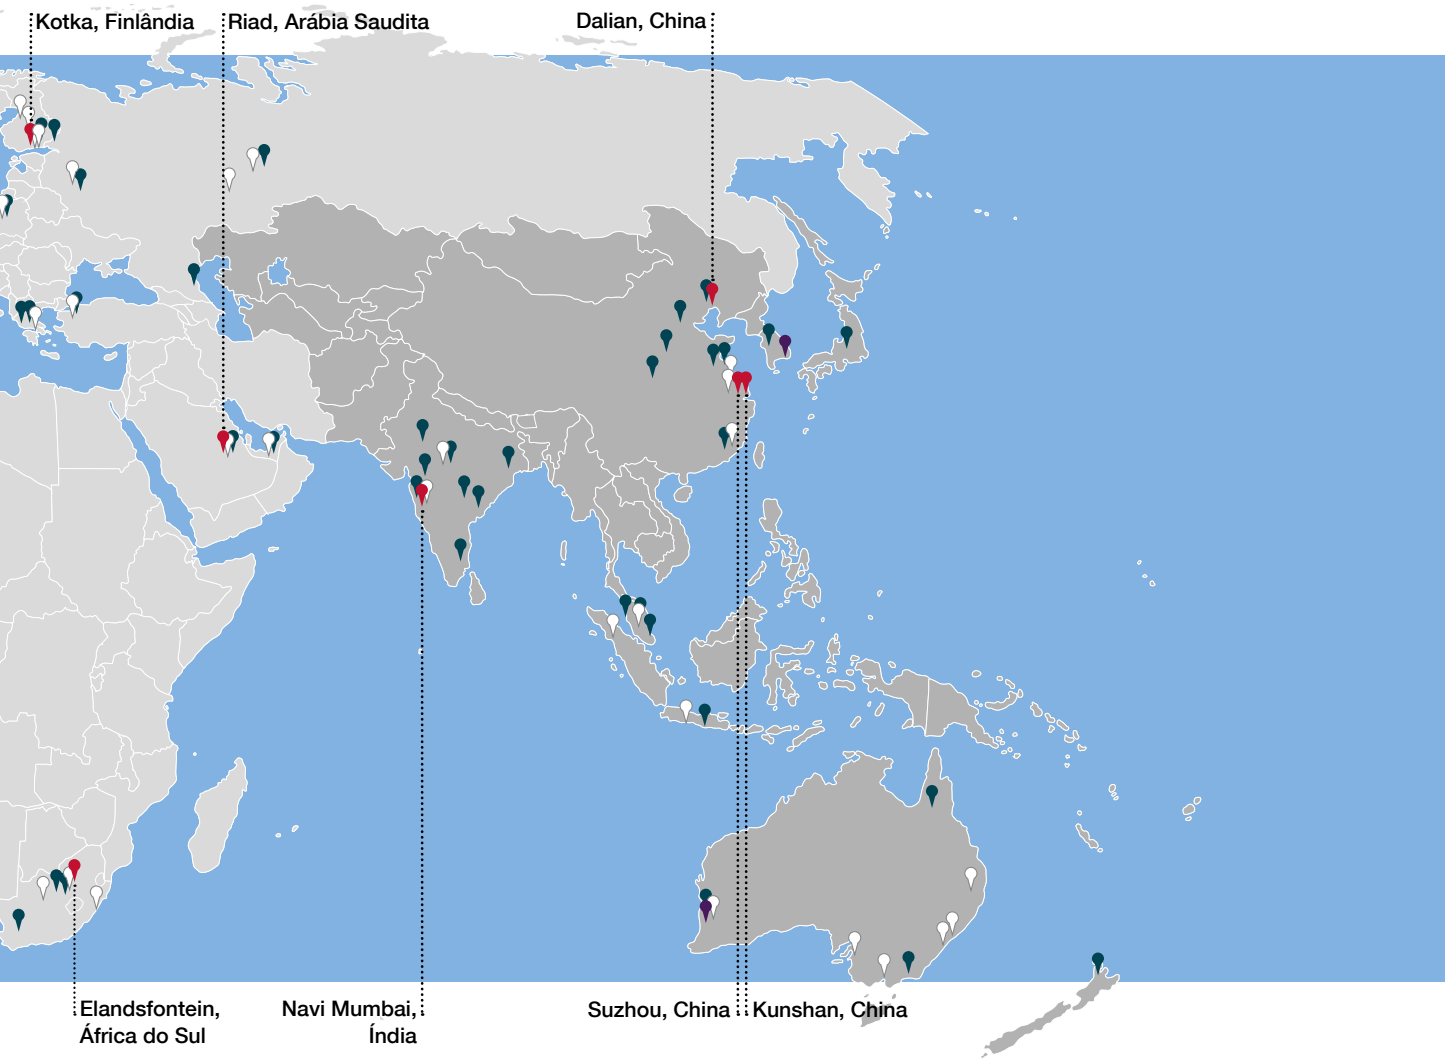 Kotka, Finlândia
Riad, Arábia Saudita
Dalian, China
Elandsfontein,
África do Sul
Navi Mumbai,
Índia
Suzhou, China
Kunshan, China